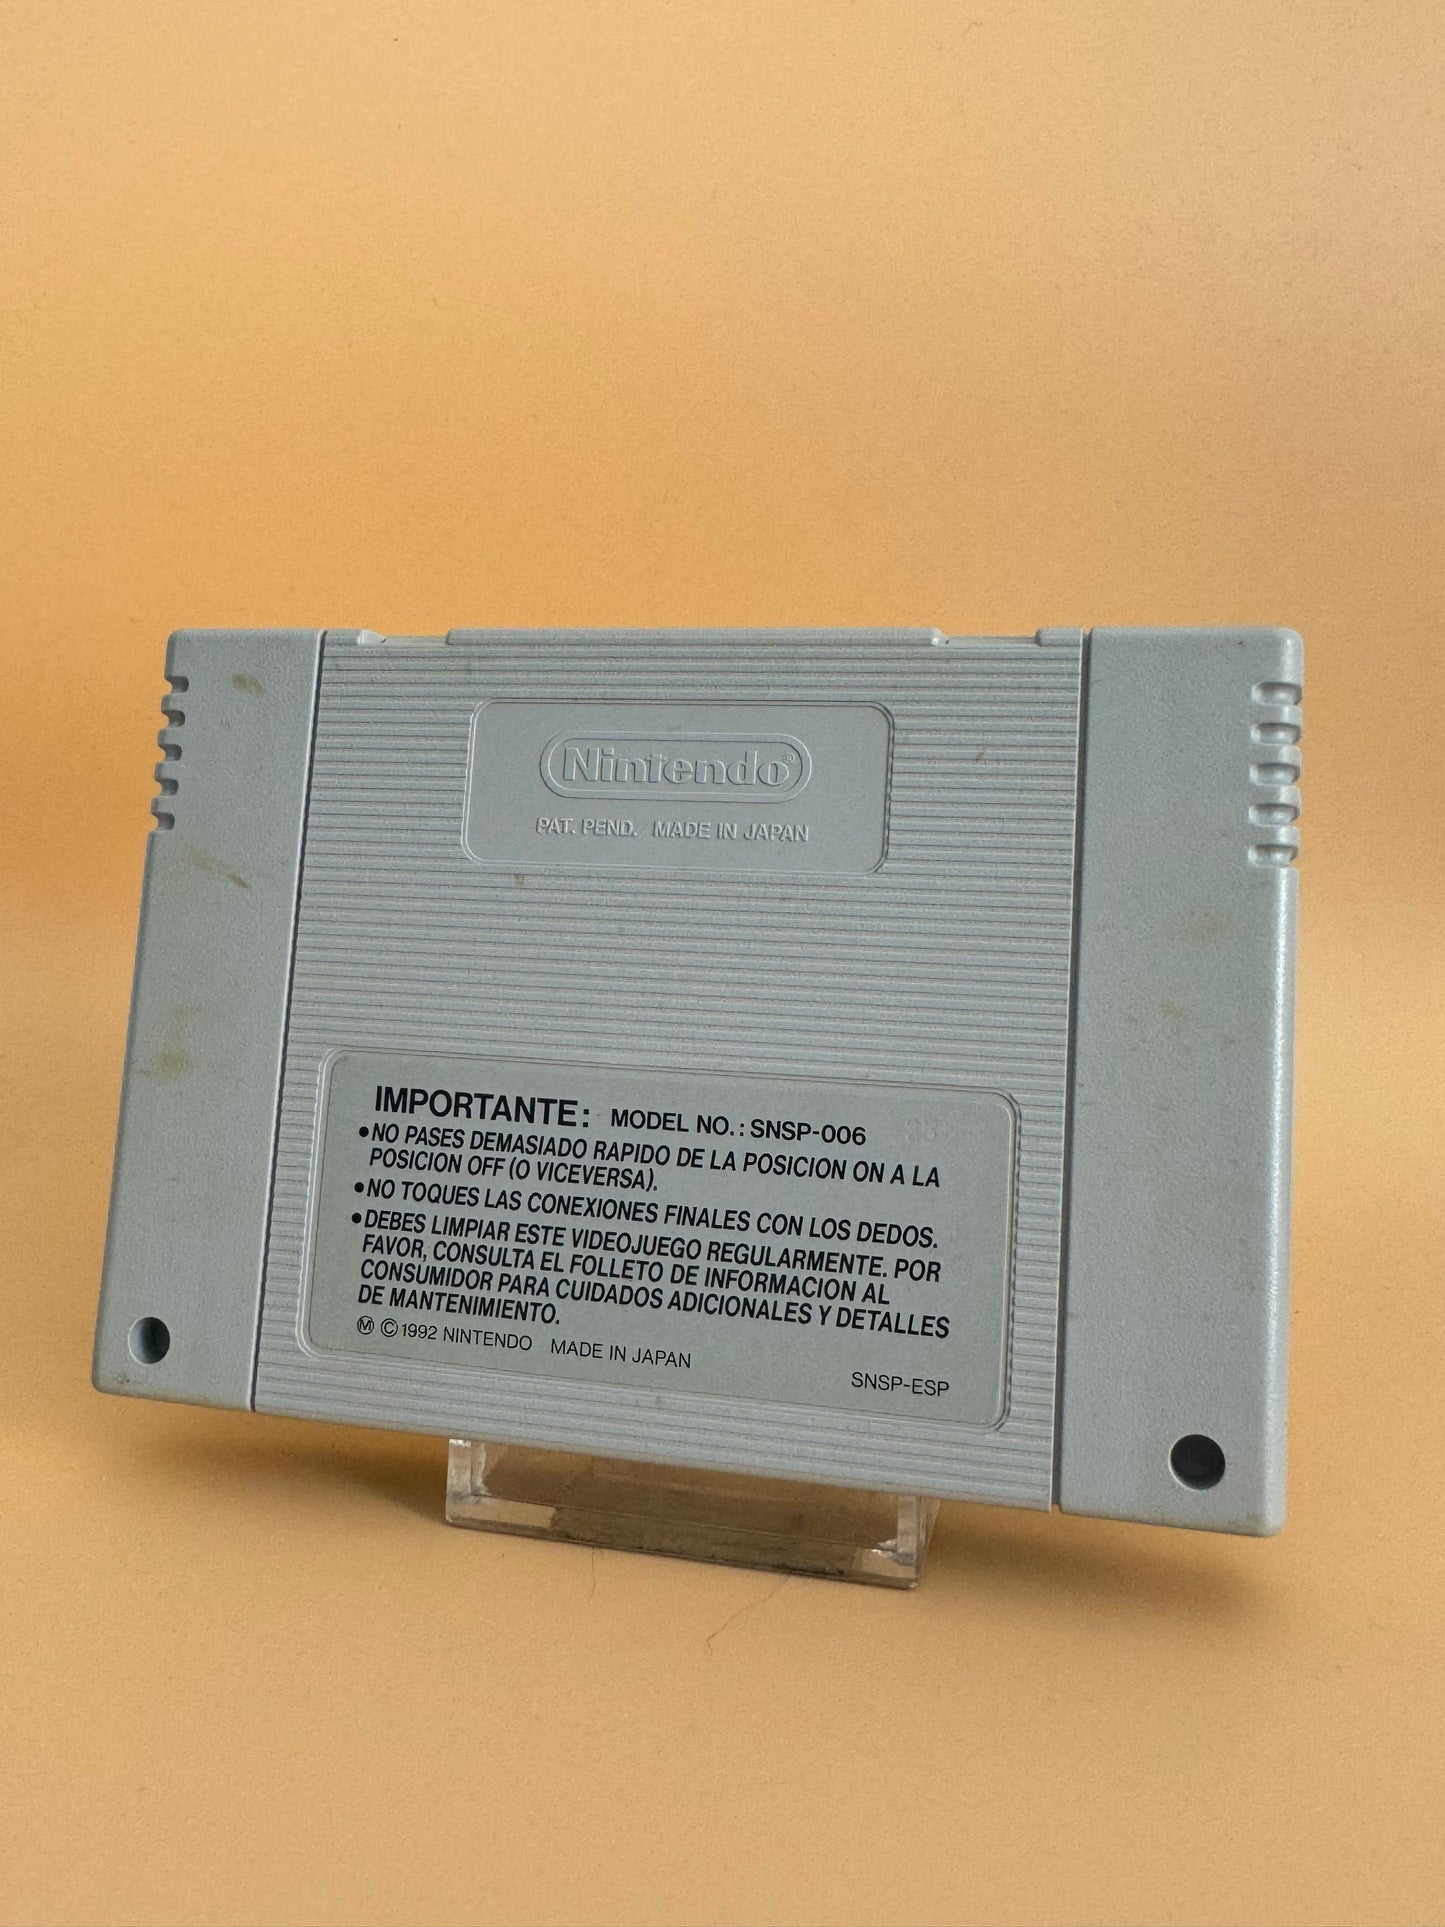 Nintendo®
PAT. PEND. MADE IN JAPAN
IMPORTANTE: MODEL NO.: SNSP-006
•NO PASES DEMASIADO RAPIDO DE LA POSICION ON A LA
POSICION OFF (O VICEVERSA).
•NO TOQUES LAS CONEXIONES FINALES CON LOS DEDOS.
•DEBES LIMPIAR ESTE VIDEOJUEGO REGULARMENTE. POR
FAVOR, CONSULTA EL FOLLETO DE INFORMACION AL
CONSUMIDOR PARA CUIDADOS ADICIONALES Y DETALLES
DE MANTENIMIENTO.
Ⓜ ©1992 NINTENDO MADE IN JAPAN
SNSP-ESP